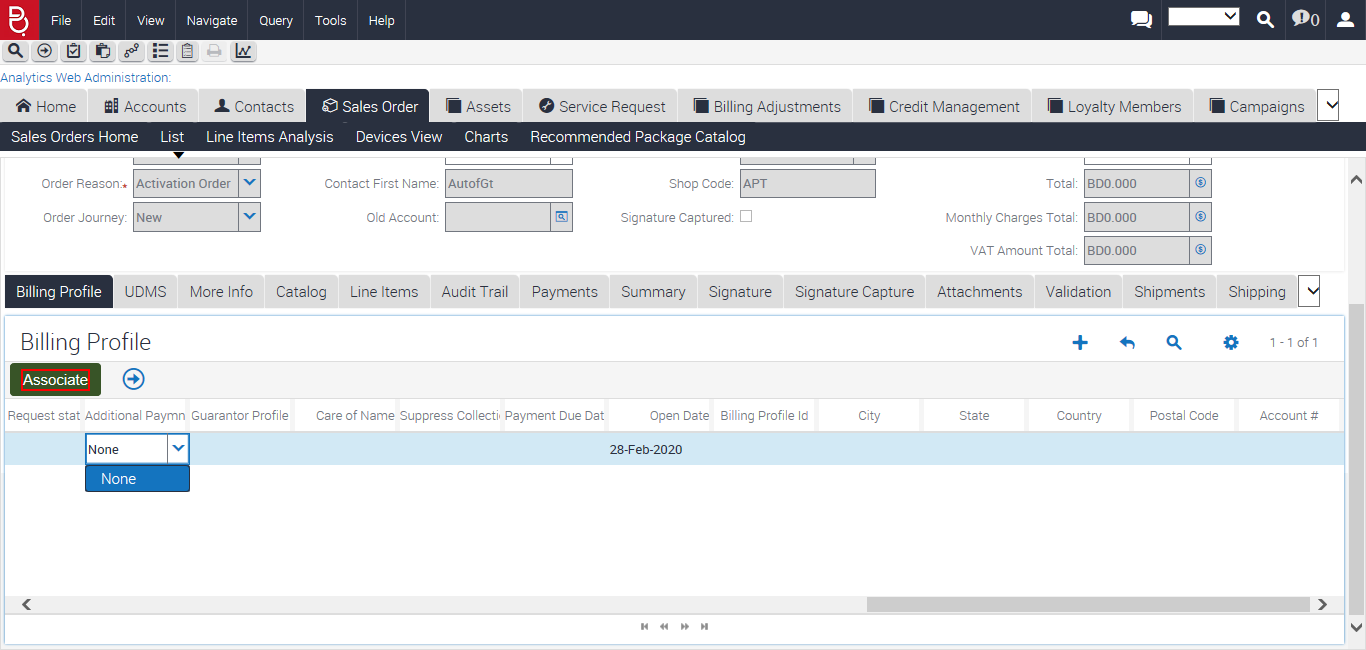 File Edit View Navigate Query Tools Help 0
Analytics Web Administration:
Home Accounts Contacts Sales Order Assets Service Request Billing Adjustments Credit Management Loyalty Members Campaigns
Sales Orders Home List Line Items Analysis Devices View Charts Recommended Package Catalog
Order Reason:* Activation Order Contact First Name: AutofGt Shop Code: APT Total: BD0.000
Order Journey: New Old Account: Signature Captured: Monthly Charges Total: BD0.000
VAT Amount Total: BD0.000
Billing Profile UDMS More Info Catalog Line Items Audit Trail Payments Summary Signature Signature Capture Attachments Validation Shipments Shipping
Billing Profile 1 - 1 of 1
Associate
Request stat Additional Paymn Guarantor Profile Care of Name Suppress Collecti Payment Due Dat Open Date Billing Profile Id City State Country Postal Code Account #
None 28-Feb-2020
None